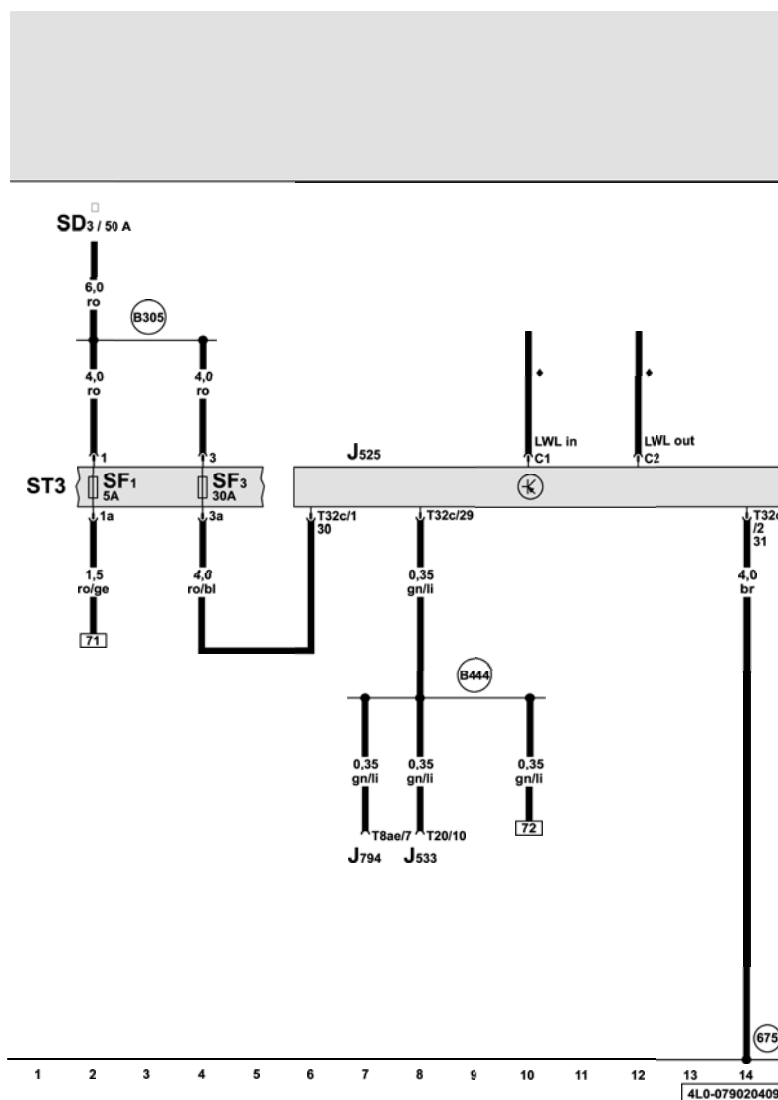 SD3 / 50 A
6,0
ro
B305
4,0
ro
4,0
ro
LWL in
C1
LWL out
C2
1
3
J525
ST3
SF1
5A
SF3
30A
1a
3a
T32c/1
30
T32c/29
T32c
/2
31
1,5
ro/ge
4,0
ro/bl
0,35
gn/li
4,0
br
71
B444
0,35
gn/li
0,35
gn/li
0,35
gn/li
72
T8ae/7
T20/10
J794
J533
675
1 2 3 4 5 6 7 8 9 10 11 12 13 14
4L0-079020409